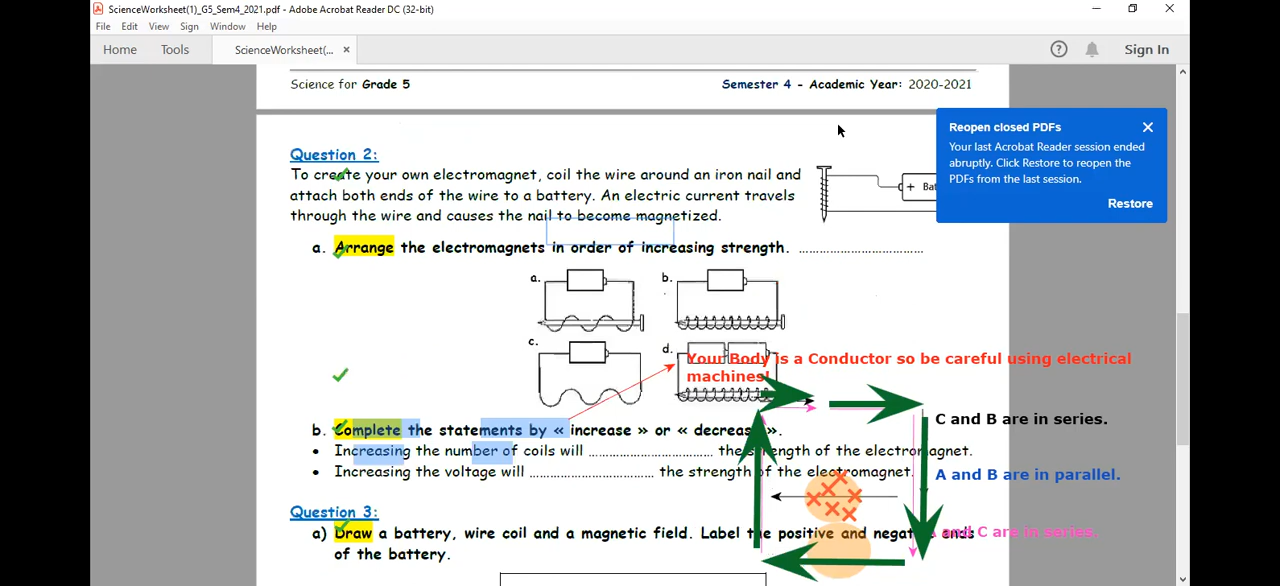 ScienceWorksheet(1)_G5_Sem4_2021.pdf - Adobe Acrobat Reader DC (32-bit)
File Edit View Sign Window Help
Home Tools ScienceWorksheet(... × Sign In
Science for Grade 5 Semester 4 - Academic Year: 2020-2021
Reopen closed PDFs
Your last Acrobat Reader session ended
abruptly. Click Restore to reopen the
PDFs from the last session.
Restore
Question 2:
To create your own electromagnet, coil the wire around an iron nail and
attach both ends of the wire to a battery. An electric current travels
through the wire and causes the nail to become magnetized.
+ Bat
a. Arrange the electromagnets in order of increasing strength. ....................................
a. b.
c. d.
Your Body is a Conductor so be careful using electrical
machines!
C and B are in series.
b. Complete the statements by « increase » or « decrease ».
• Increasing the number of coils will .................................... the strength of the electromagnet.
• Increasing the voltage will .................................... the strength of the electromagnet.
A and B are in parallel.
Question 3:
A and C are in series.
a) Draw a battery, wire coil and a magnetic field. Label the positive and negative ends
of the battery.